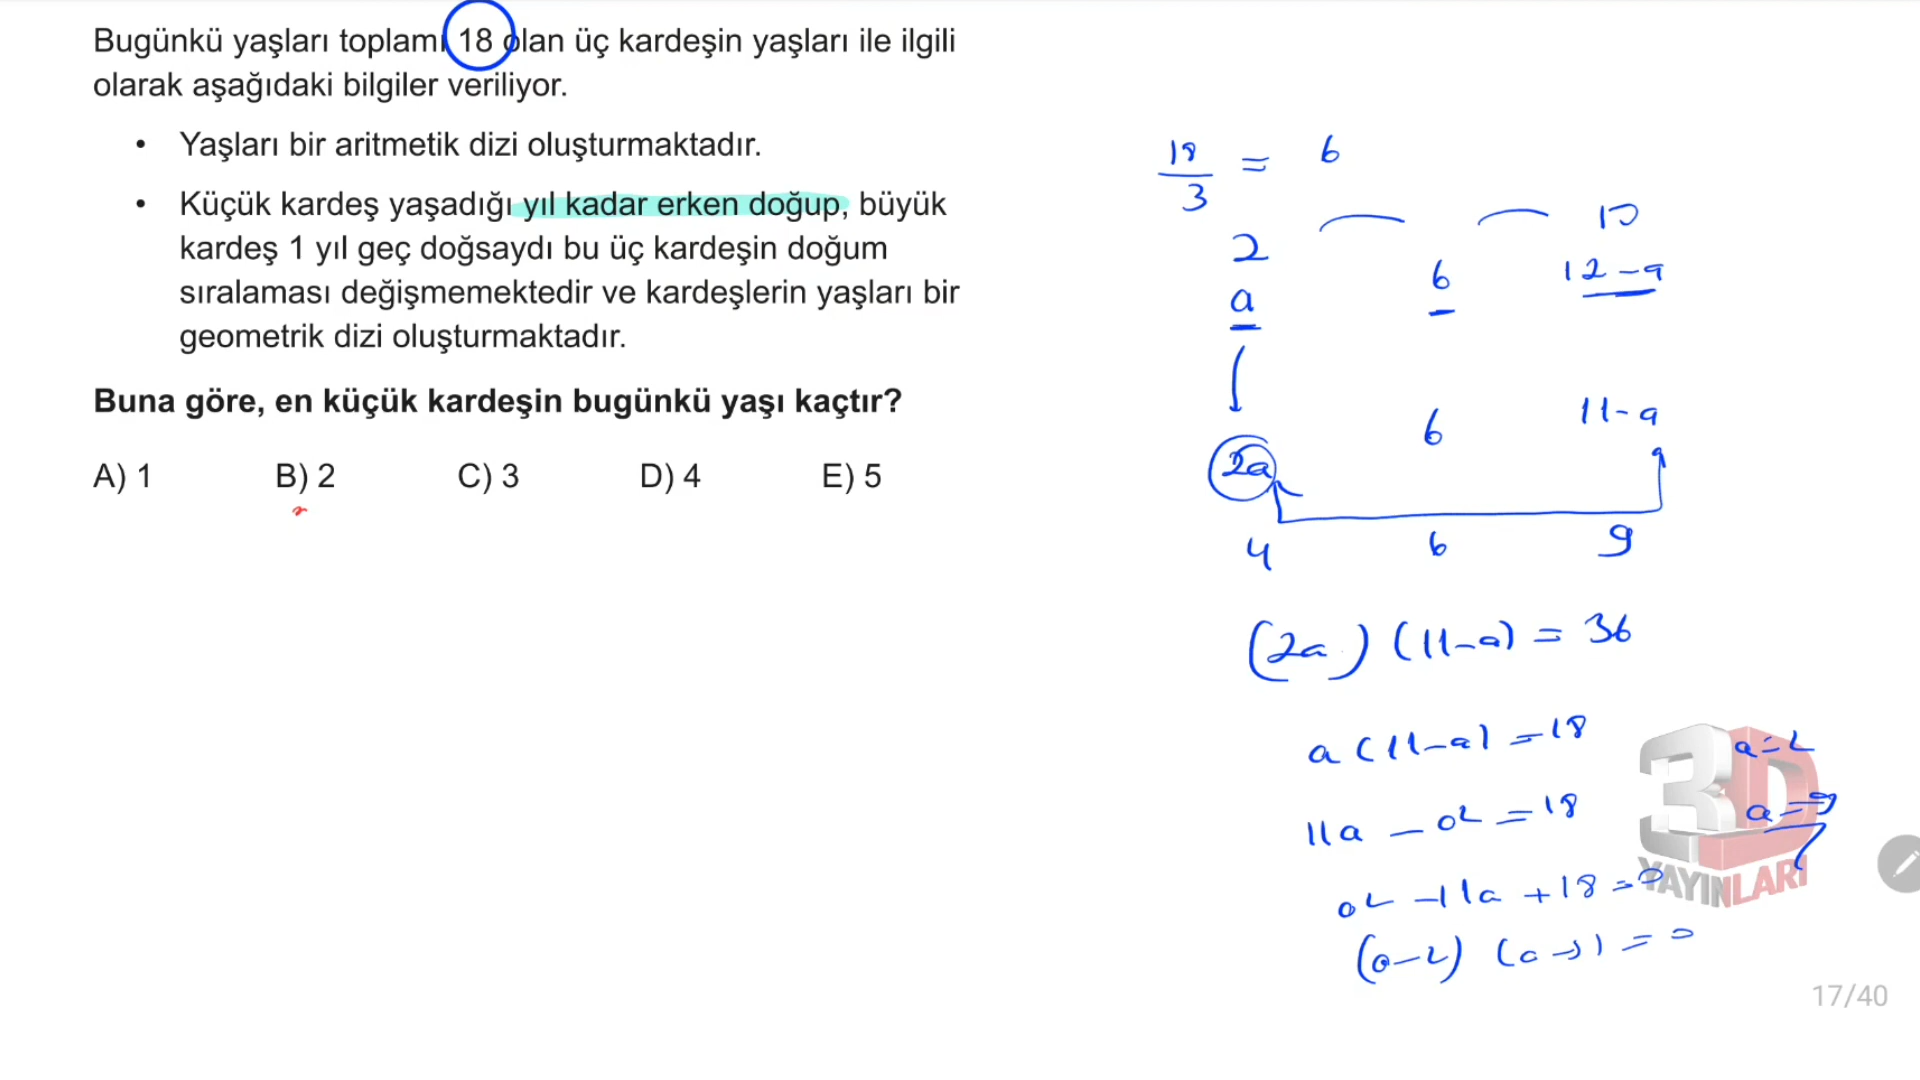 Bugünkü yaşları toplamı 18 olan üç kardeşin yaşları ile ilgili
olarak aşağıdaki bilgiler veriliyor.
• Yaşları bir aritmetik dizi oluşturmaktadır.
• Küçük kardeş yaşadığı yıl kadar erken doğup, büyük
kardeş 1 yıl geç doğsaydı bu üç kardeşin doğum
sıralaması değişmemektedir ve kardeşlerin yaşları bir
geometrik dizi oluşturmaktadır.
Buna göre, en küçük kardeşin bugünkü yaşı kaçtır?
A) 1 B) 2 C) 3 D) 4 E) 5
18/3 = 6
2 10
a 6 12-a
2a 6 11-a
4 6 9
(2a) (11-a) = 36
a (11-a) = 18
11a - a² = 18
a² - 11a + 18 = 0
(a-2) (a-9) = 0
a=2
a=9
3D
YAYINLARI
17/40